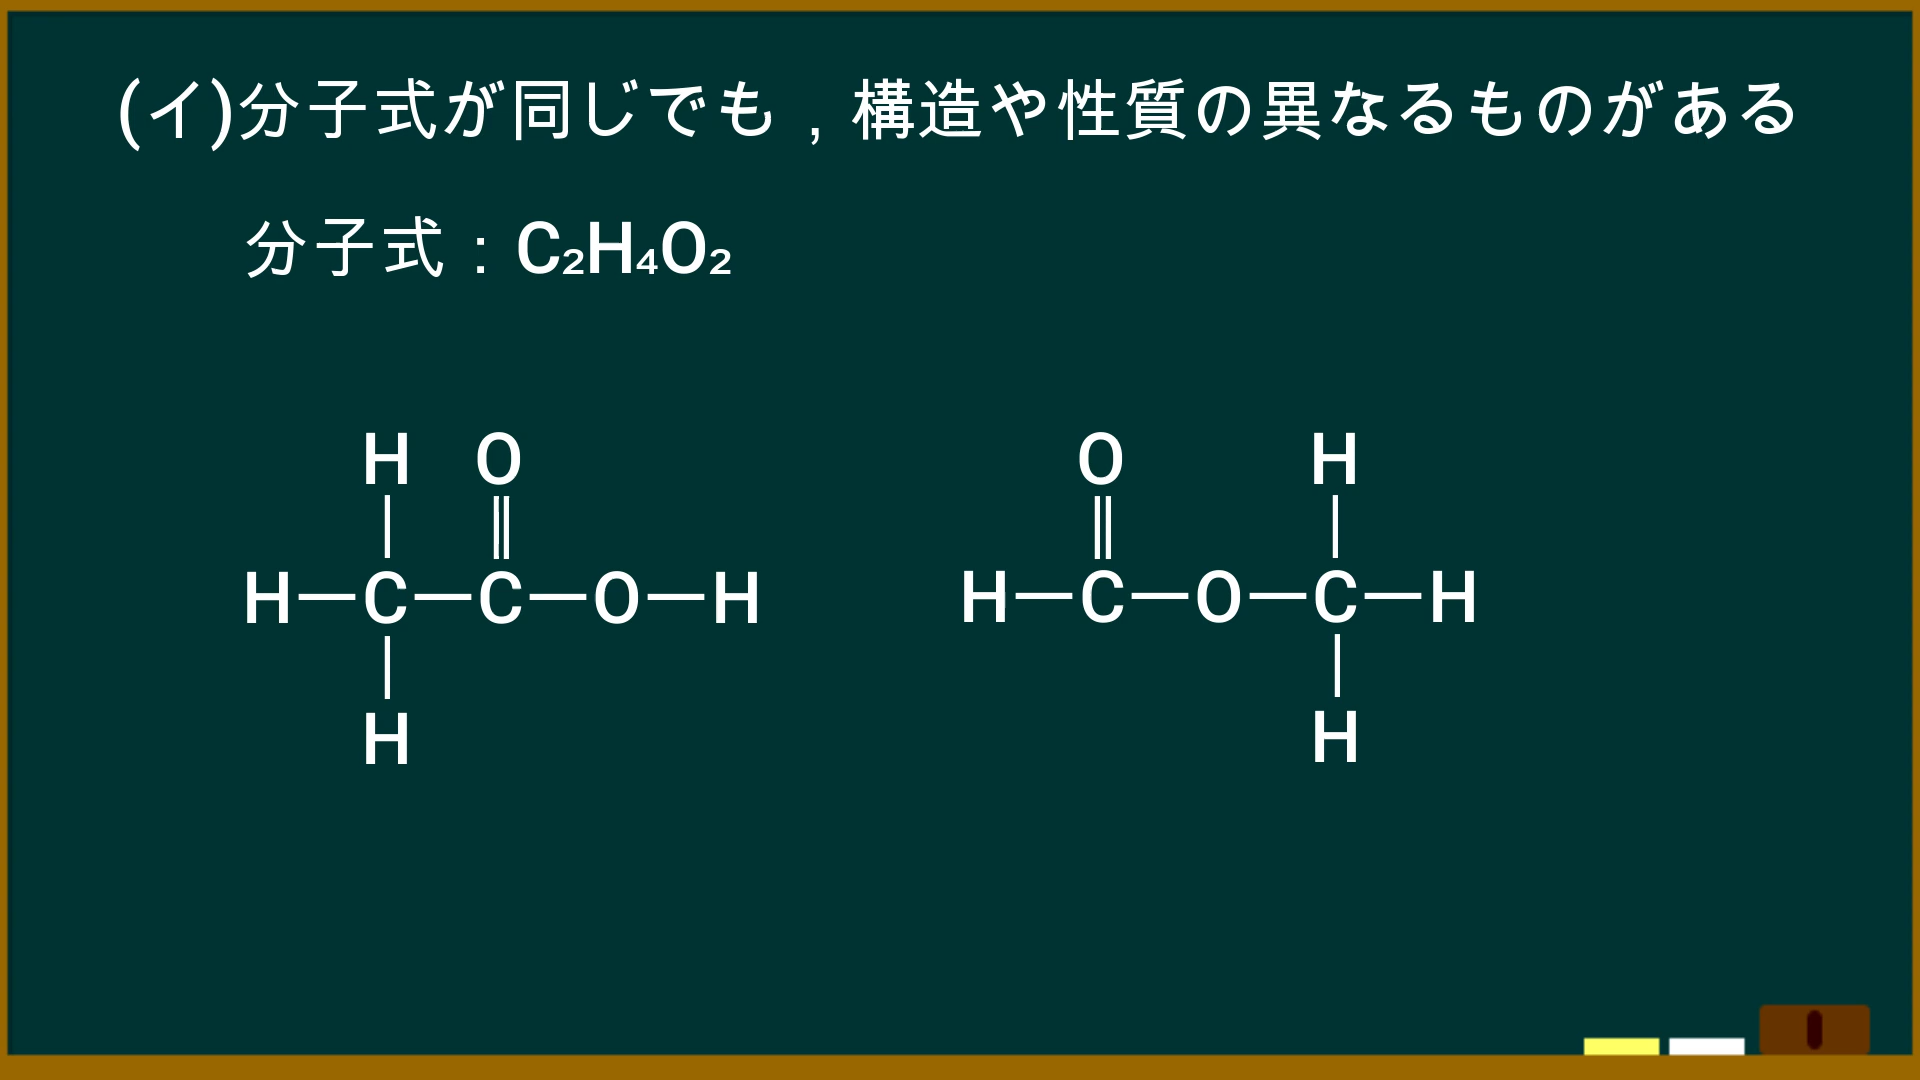 (イ)分子式が同じでも，構造や性質の異なるものがある
分子式：C₂H₄O₂
H O O H
H－C－C－O－H H－C－O－C－H
H H